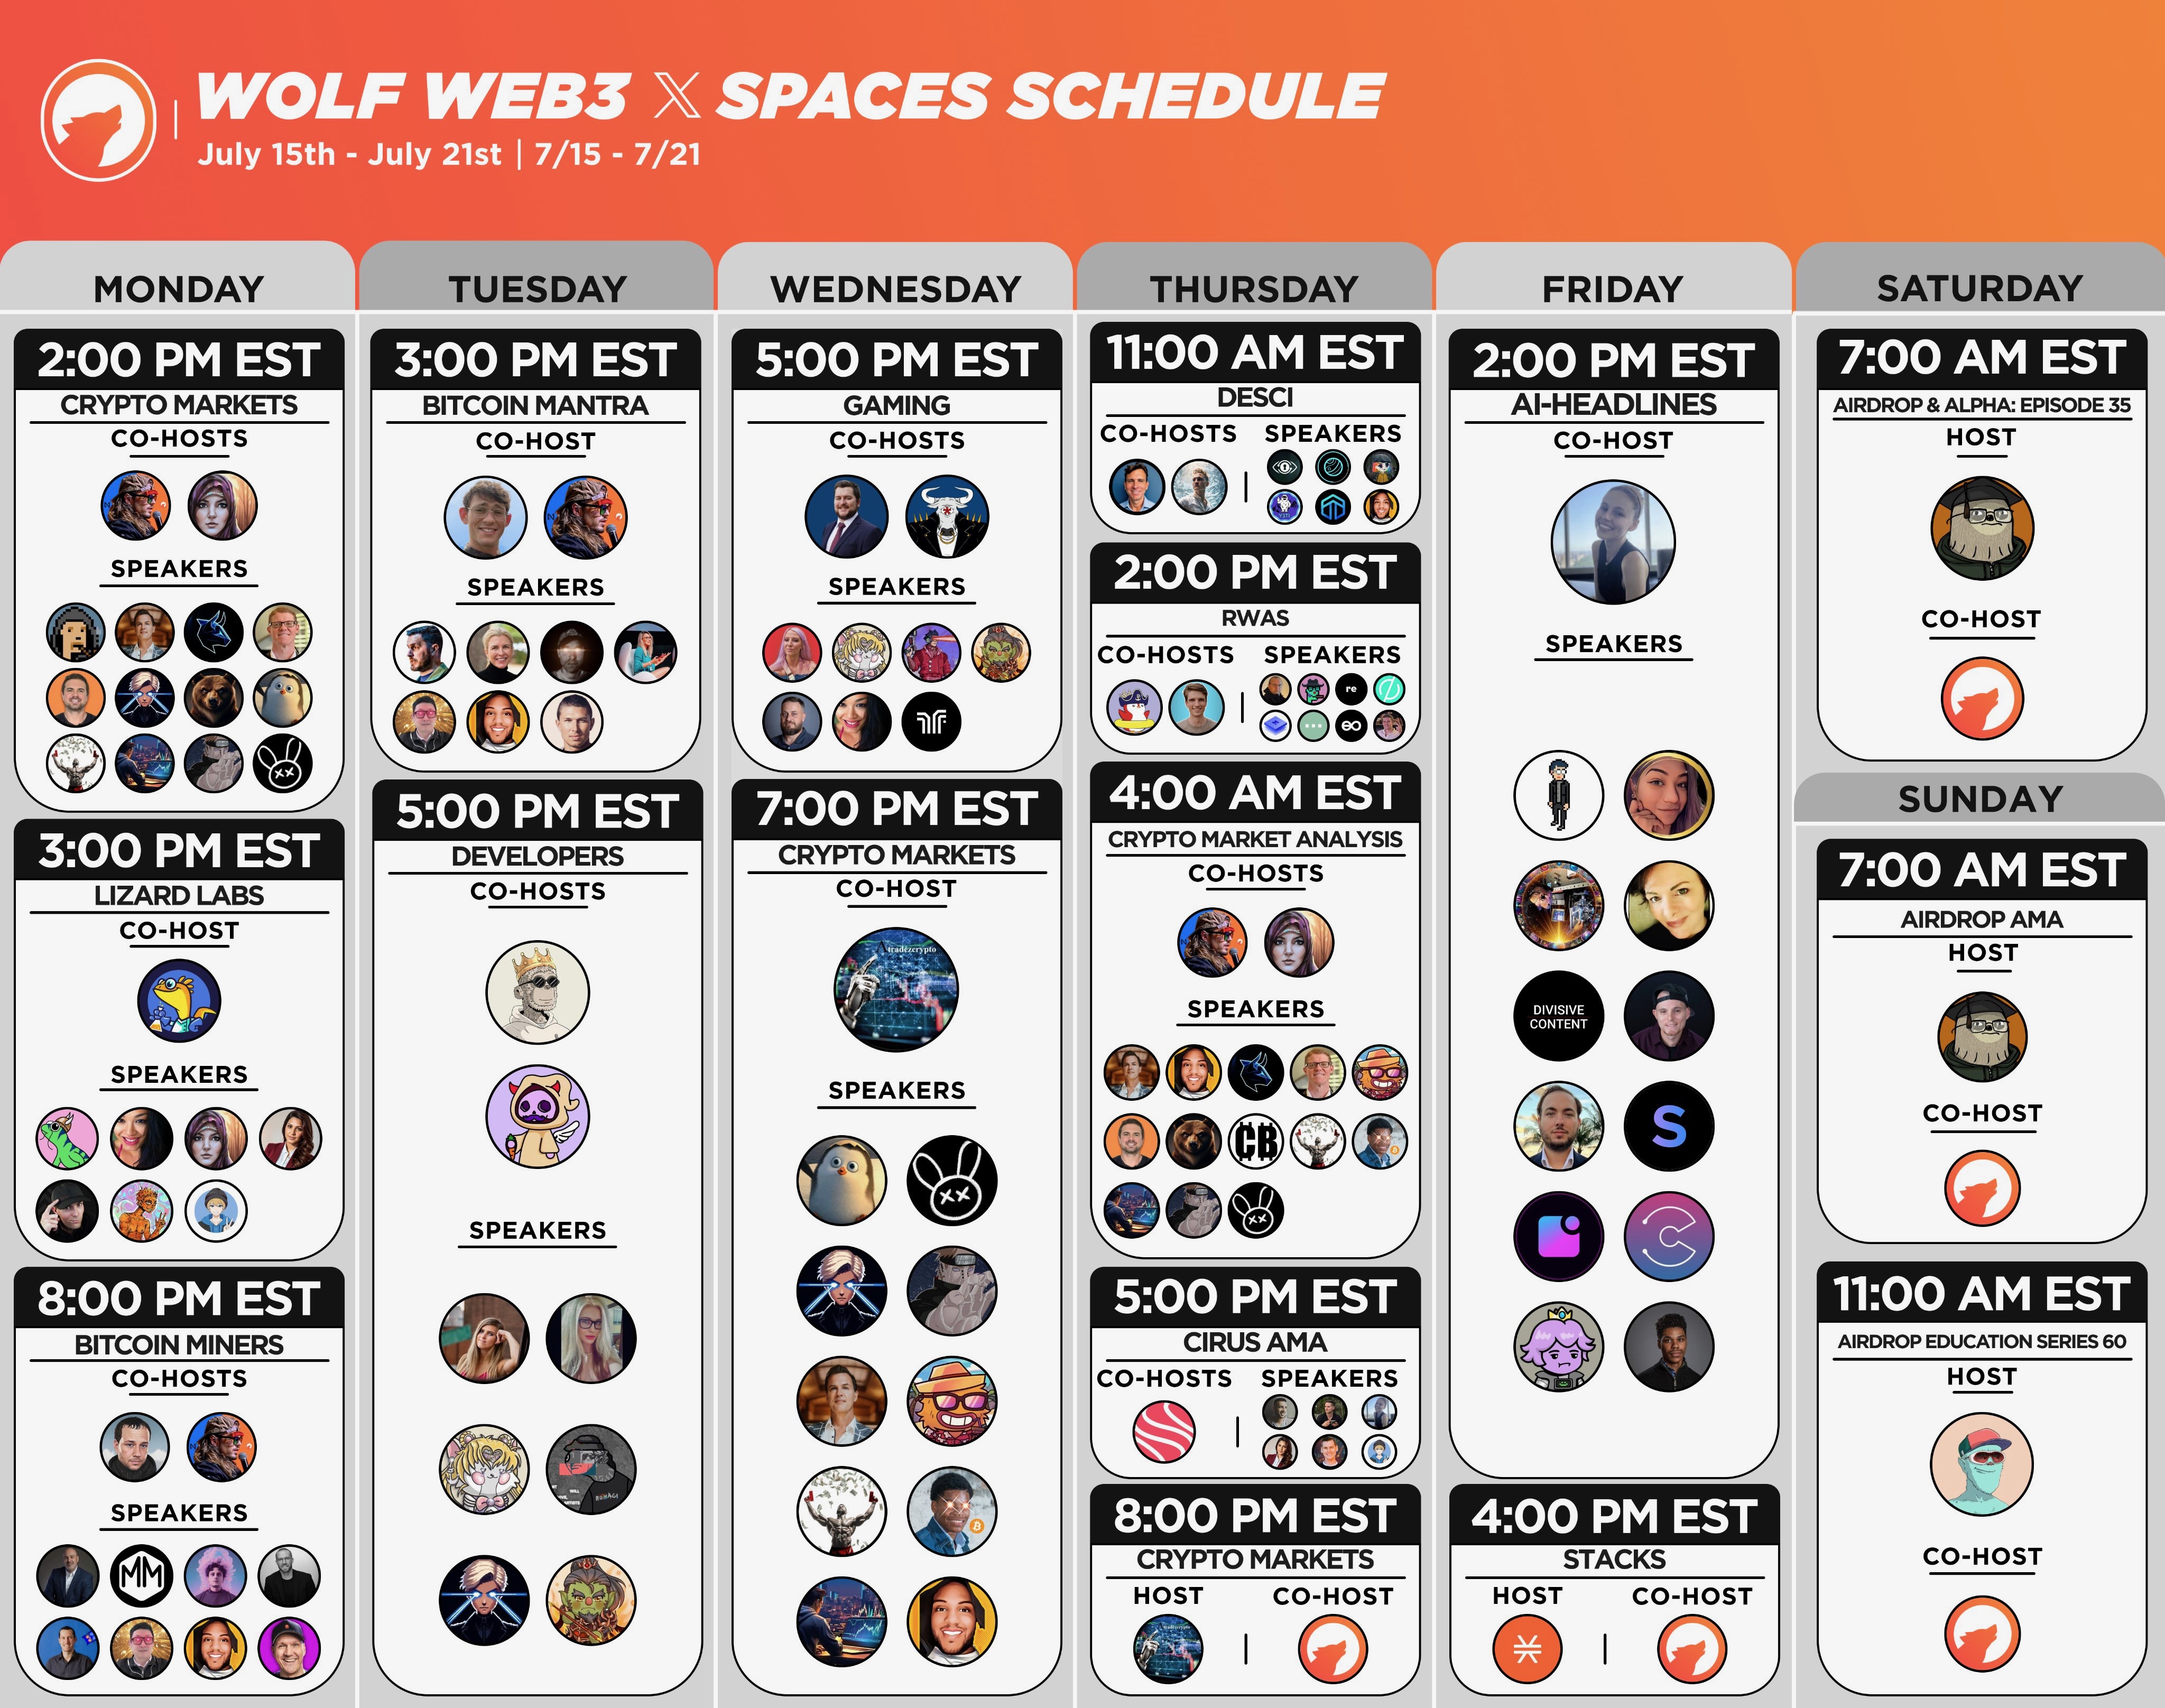 WOLF WEB3 𝕏 SPACES SCHEDULE
July 15th - July 21st | 7/15 - 7/21
MONDAY
2:00 PM EST
CRYPTO MARKETS
CO-HOSTS
SPEAKERS
3:00 PM EST
LIZARD LABS
CO-HOST
SPEAKERS
8:00 PM EST
BITCOIN MINERS
CO-HOSTS
SPEAKERS
MM
TUESDAY
3:00 PM EST
BITCOIN MANTRA
CO-HOST
SPEAKERS
5:00 PM EST
DEVELOPERS
CO-HOSTS
SPEAKERS
WEDNESDAY
5:00 PM EST
GAMING
CO-HOSTS
SPEAKERS
7:00 PM EST
CRYPTO MARKETS
CO-HOST
tradezcrypto
SPEAKERS
THURSDAY
11:00 AM EST
DESCI
CO-HOSTS
SPEAKERS
2:00 PM EST
RWAS
CO-HOSTS
SPEAKERS
re
4:00 AM EST
CRYPTO MARKET ANALYSIS
CO-HOSTS
SPEAKERS
CB
5:00 PM EST
CIRUS AMA
CO-HOSTS
SPEAKERS
8:00 PM EST
CRYPTO MARKETS
HOST
CO-HOST
FRIDAY
2:00 PM EST
AI-HEADLINES
CO-HOST
SPEAKERS
DIVISIVE
CONTENT
S
4:00 PM EST
STACKS
HOST
CO-HOST
SATURDAY
7:00 AM EST
AIRDROP & ALPHA: EPISODE 35
HOST
CO-HOST
SUNDAY
7:00 AM EST
AIRDROP AMA
HOST
CO-HOST
11:00 AM EST
AIRDROP EDUCATION SERIES 60
HOST
CO-HOST